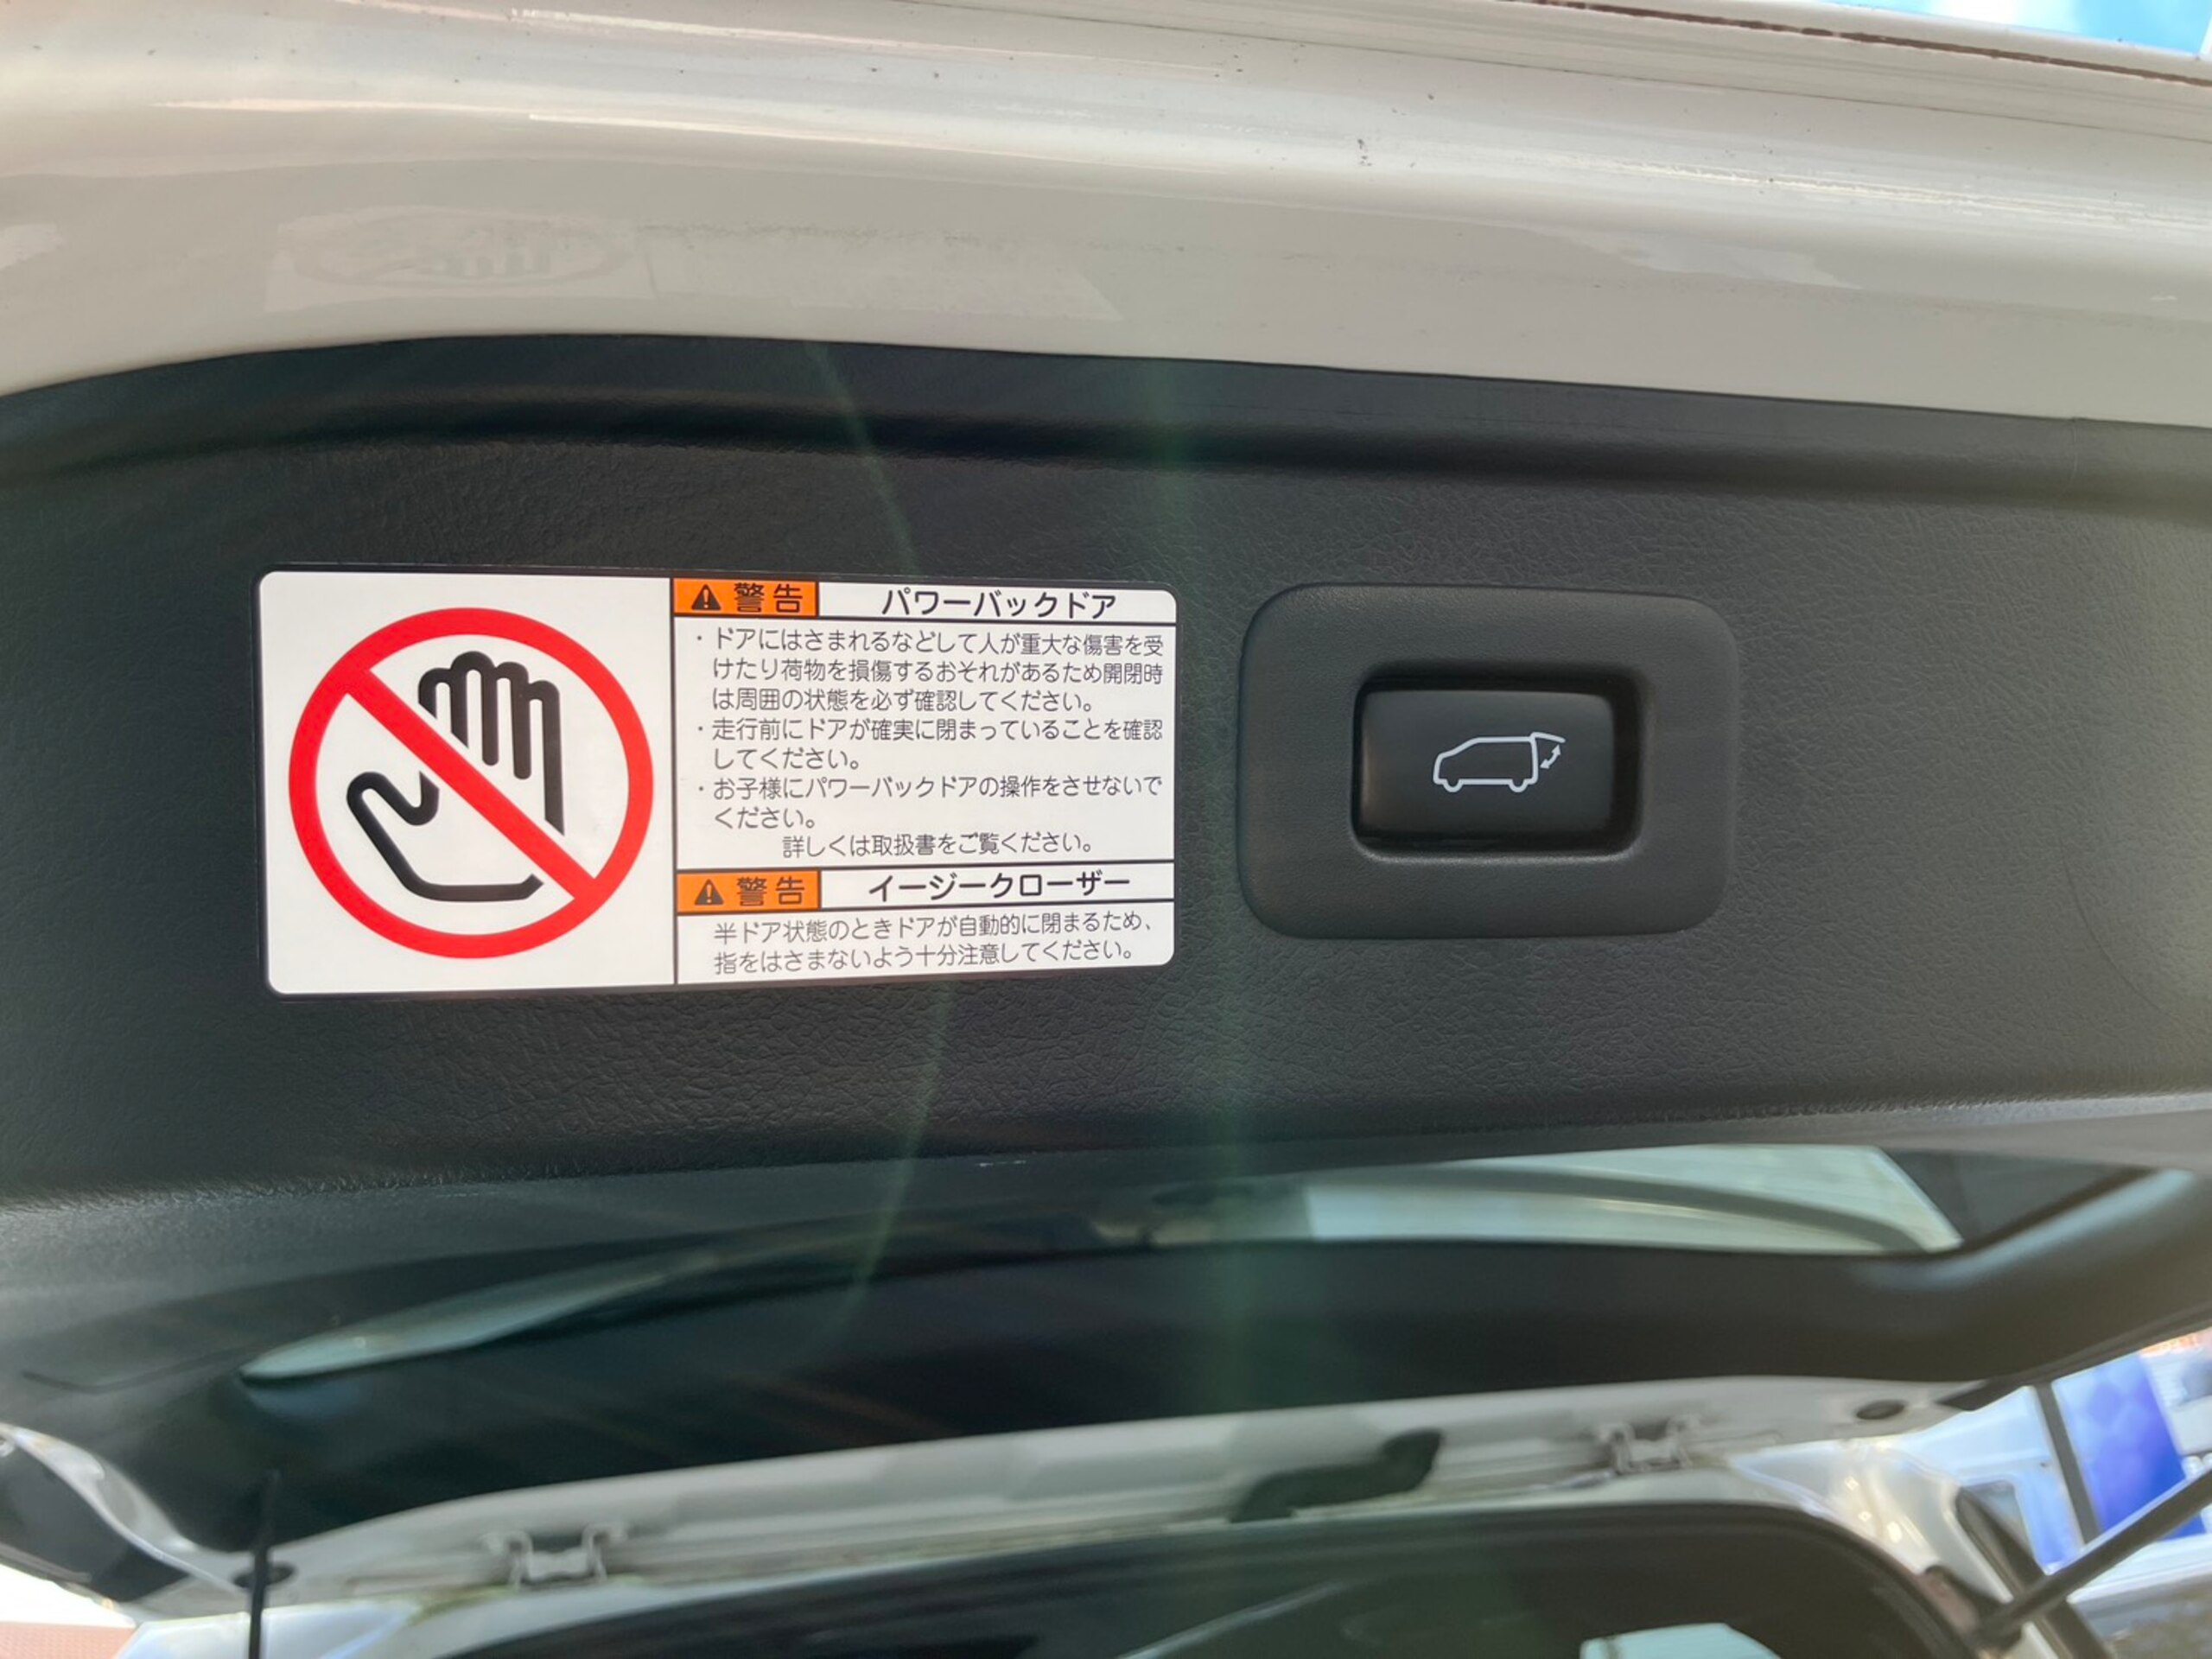 警告 パワーバックドア
・ドアにはさまれるなどして人が重大な傷害を受
けたり荷物を損傷するおそれがあるため開閉時
は周囲の状態を必ず確認してください。
・走行前にドアが確実に閉まっていることを確認
してください。
・お子様にパワーバックドアの操作をさせないで
ください。
詳しくは取扱書をご覧ください。
警告 イージークローザー
半ドア状態のときドアが自動的に閉まるため、
指をはさまないよう十分注意してください。